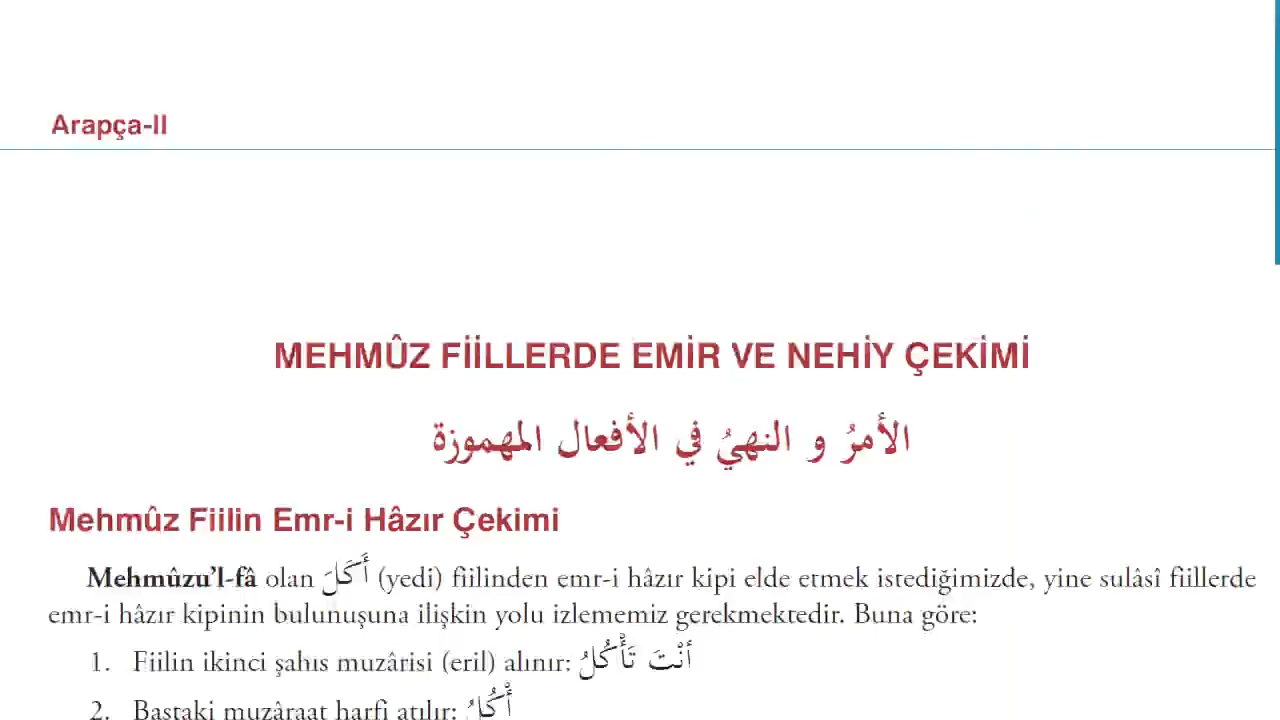 Arapça-II
MEHMÛZ FİİLLERDE EMİR VE NEHİY ÇEKİMİ
الأمرُ و النهيُ في الأفعال المهموزة
Mehmûz Fiilin Emr-i Hâzır Çekimi
Mehmûzu’l-fâ olan أَكَلَ (yedi) fiilinden emr-i hâzır kipi elde etmek istediğimizde, yine sulâsî fiillerde
emr-i hâzır kipinin bulunuşuna ilişkin yolu izlememiz gerekmektedir. Buna göre:
1. Fiilin ikinci şahıs muzârisi (eril) alınır: أنْتَ تَأْكُلُ
2. Baştaki muzâraat harfi atılır: أْكُلُ